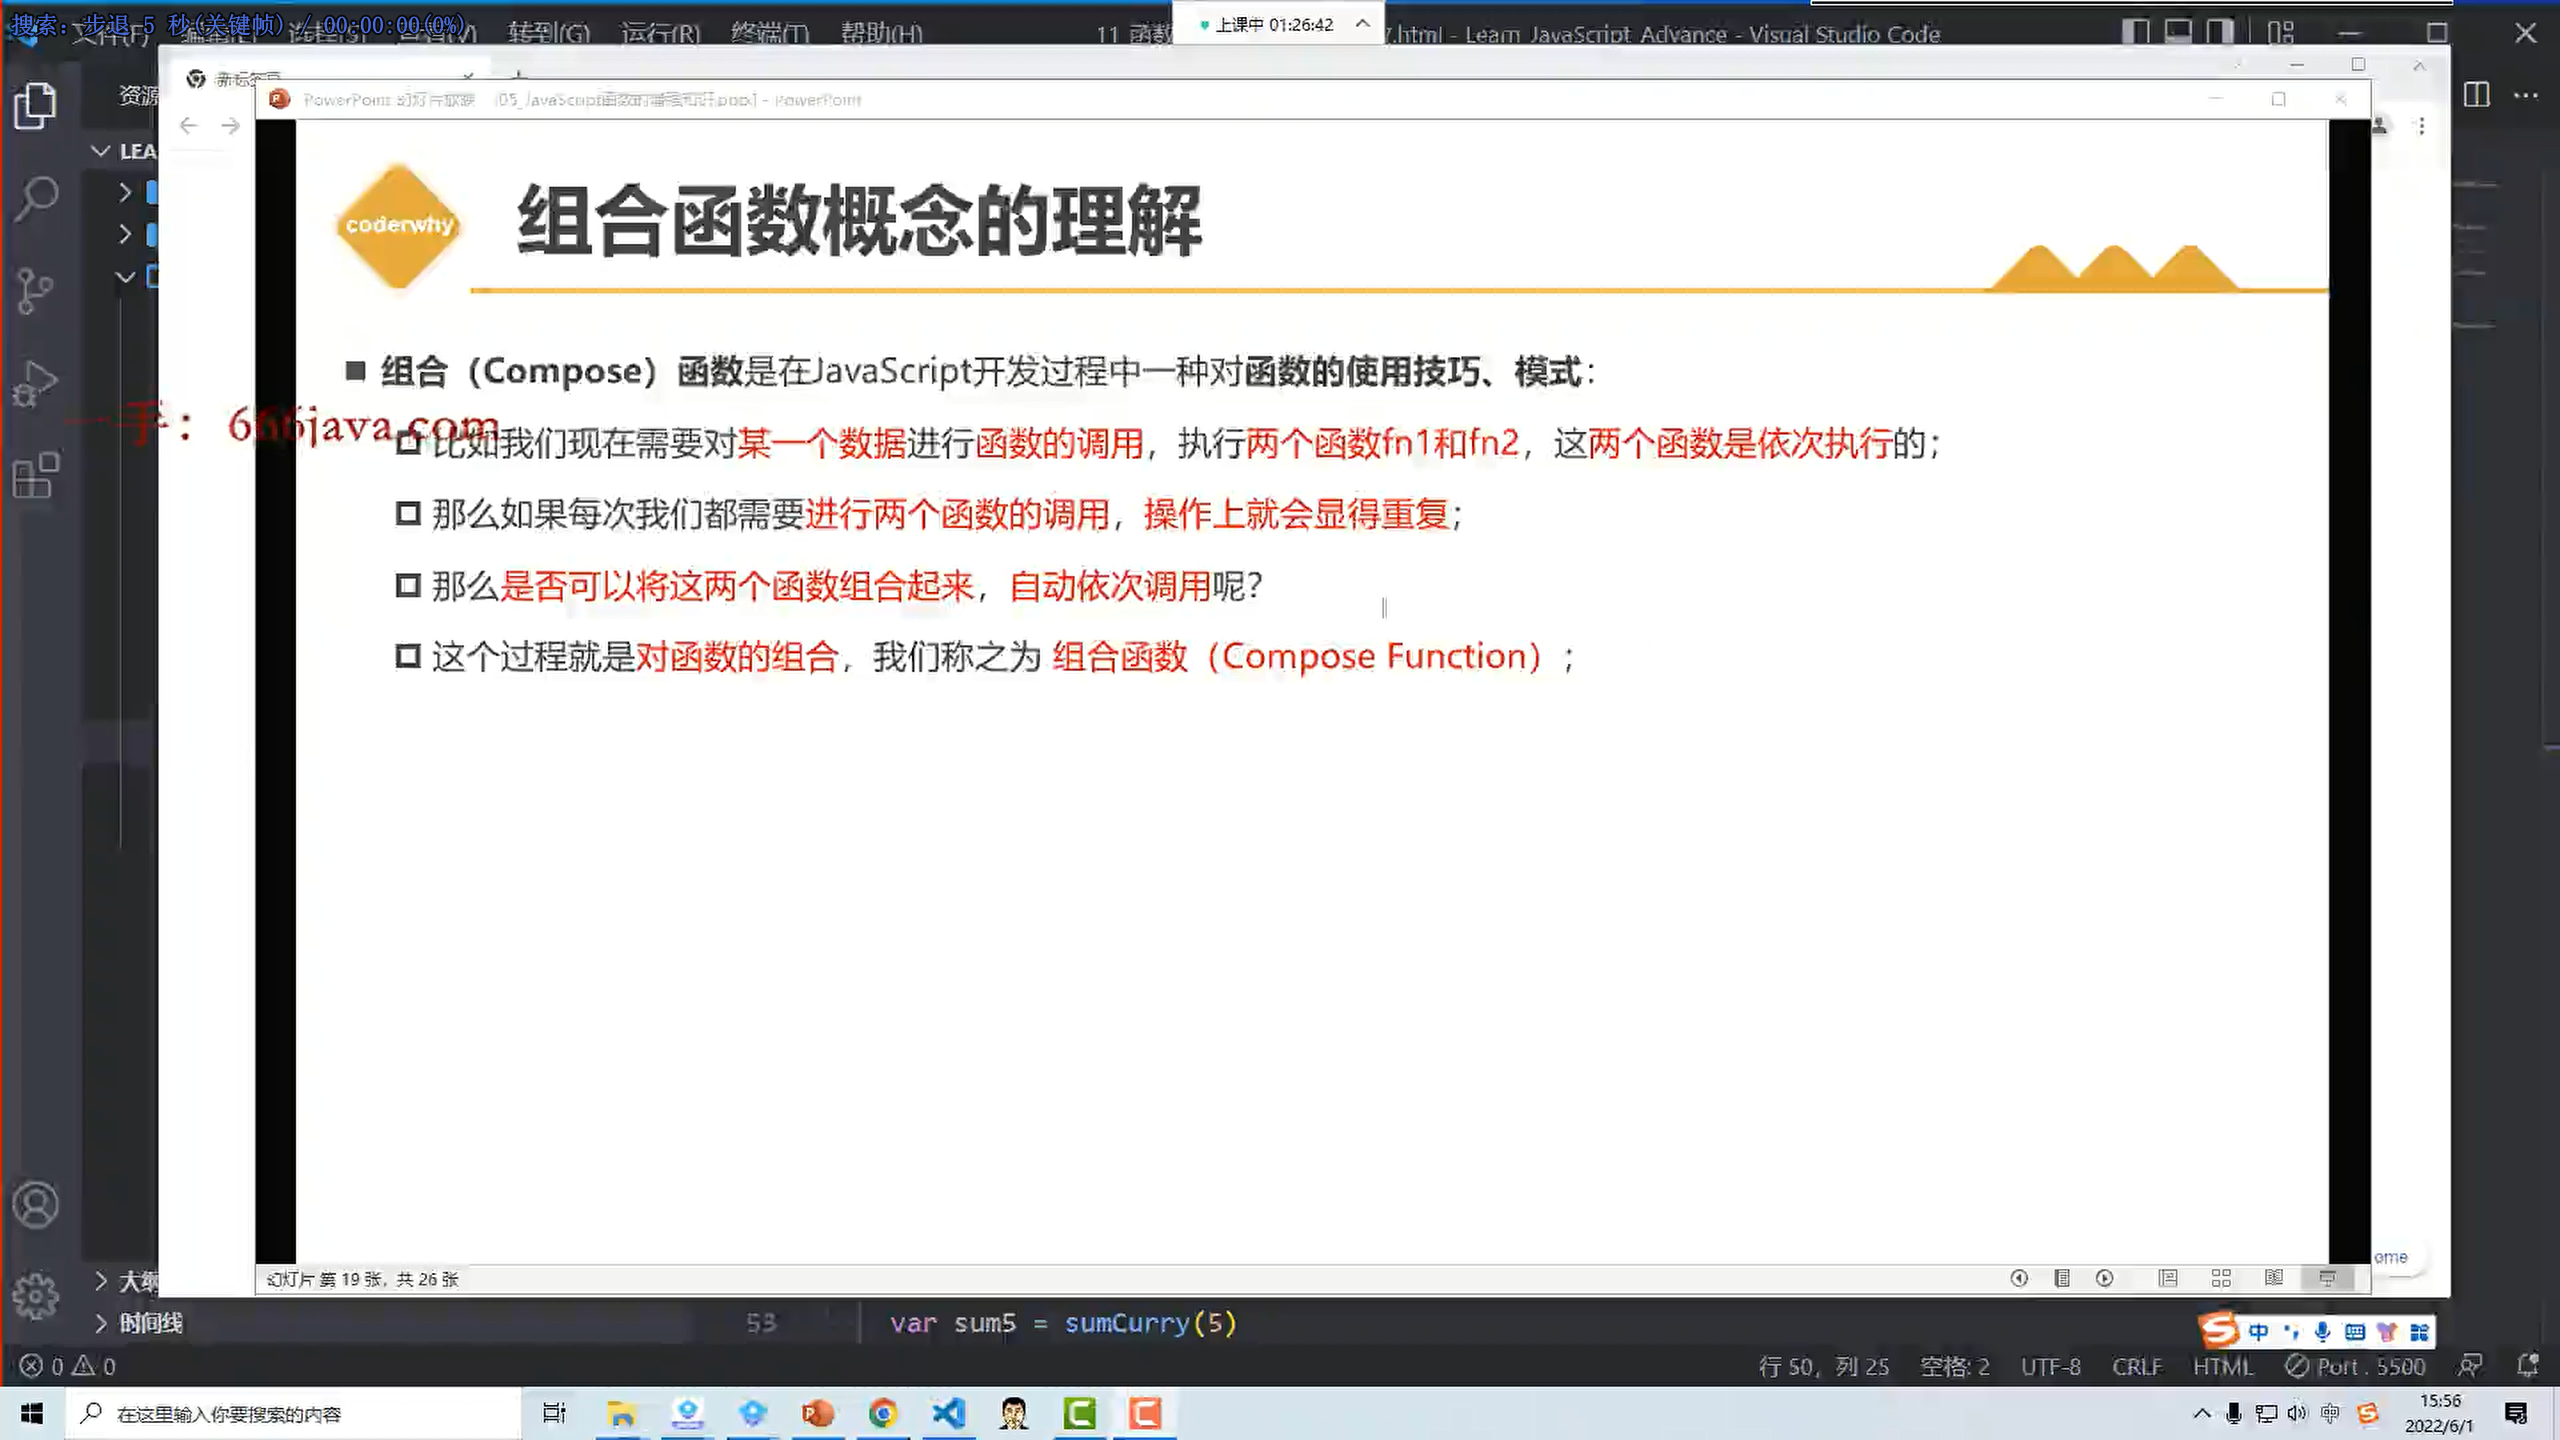 搜索: 步退 5 秒(关键帧) / 00:00:00(0%)
文件(F) 编辑(E) 选择(S) 查看(V) 转到(G) 运行(R) 终端(T) 帮助(H)
上课中 01:26:42
11 函数
.html - Learn JavaScript Advance - Visual Studio Code
资源
新标签页
PowerPoint 幻灯片放映
PowerPoint
LEA
coderwhy
组合函数概念的理解
组合（Compose）函数是在JavaScript开发过程中一种对函数的使用技巧、模式：
一手：666java.com
比如我们现在需要对某一个数据进行函数的调用，执行两个函数fn1和fn2，这两个函数是依次执行的；
那么如果每次我们都需要进行两个函数的调用，操作上就会显得重复；
那么是否可以将这两个函数组合起来，自动依次调用呢？
这个过程就是对函数的组合，我们称之为 组合函数（Compose Function）；
ome
幻灯片 第 19 张，共 26 张
大纲
时间线
53 var sum5 = sumCurry(5)
中
0 0
行 50，列 25 空格: 2 UTF-8 CRLF HTML Port : 5500
在这里输入你要搜索的内容
中
15:56
2022/6/1